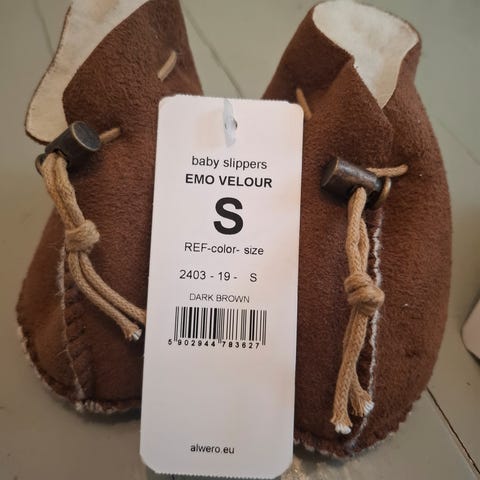 baby slippers
EMO VELOUR
S
REF-color- size
2403 - 19 - S
DARK BROWN
5 902944 783627
alwero.eu